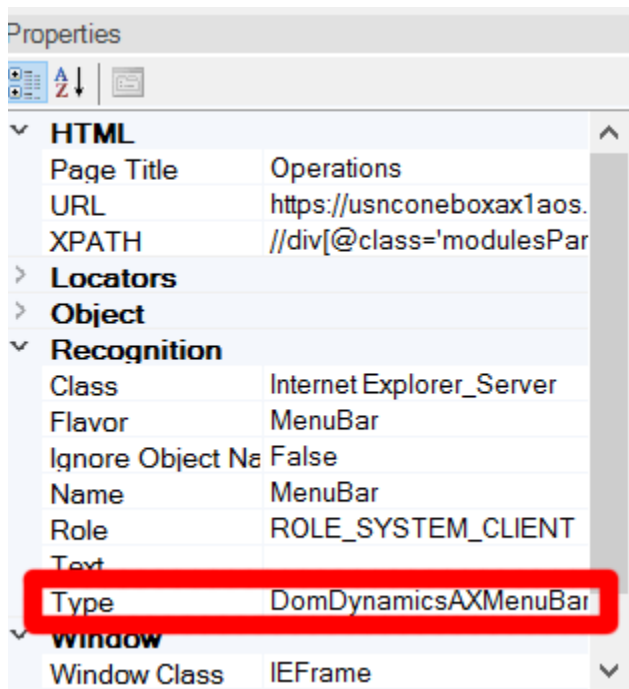 Properties
HTML
Page Title Operations
URL https://usnconeboxax1aos.
XPATH //div[@class='modulesPar
Locators
Object
Recognition
Class Internet Explorer_Server
Flavor MenuBar
Ignore Object Na False
Name MenuBar
Role ROLE_SYSTEM_CLIENT
Text
Type DomDynamicsAXMenuBar
Window
Window Class IEFrame